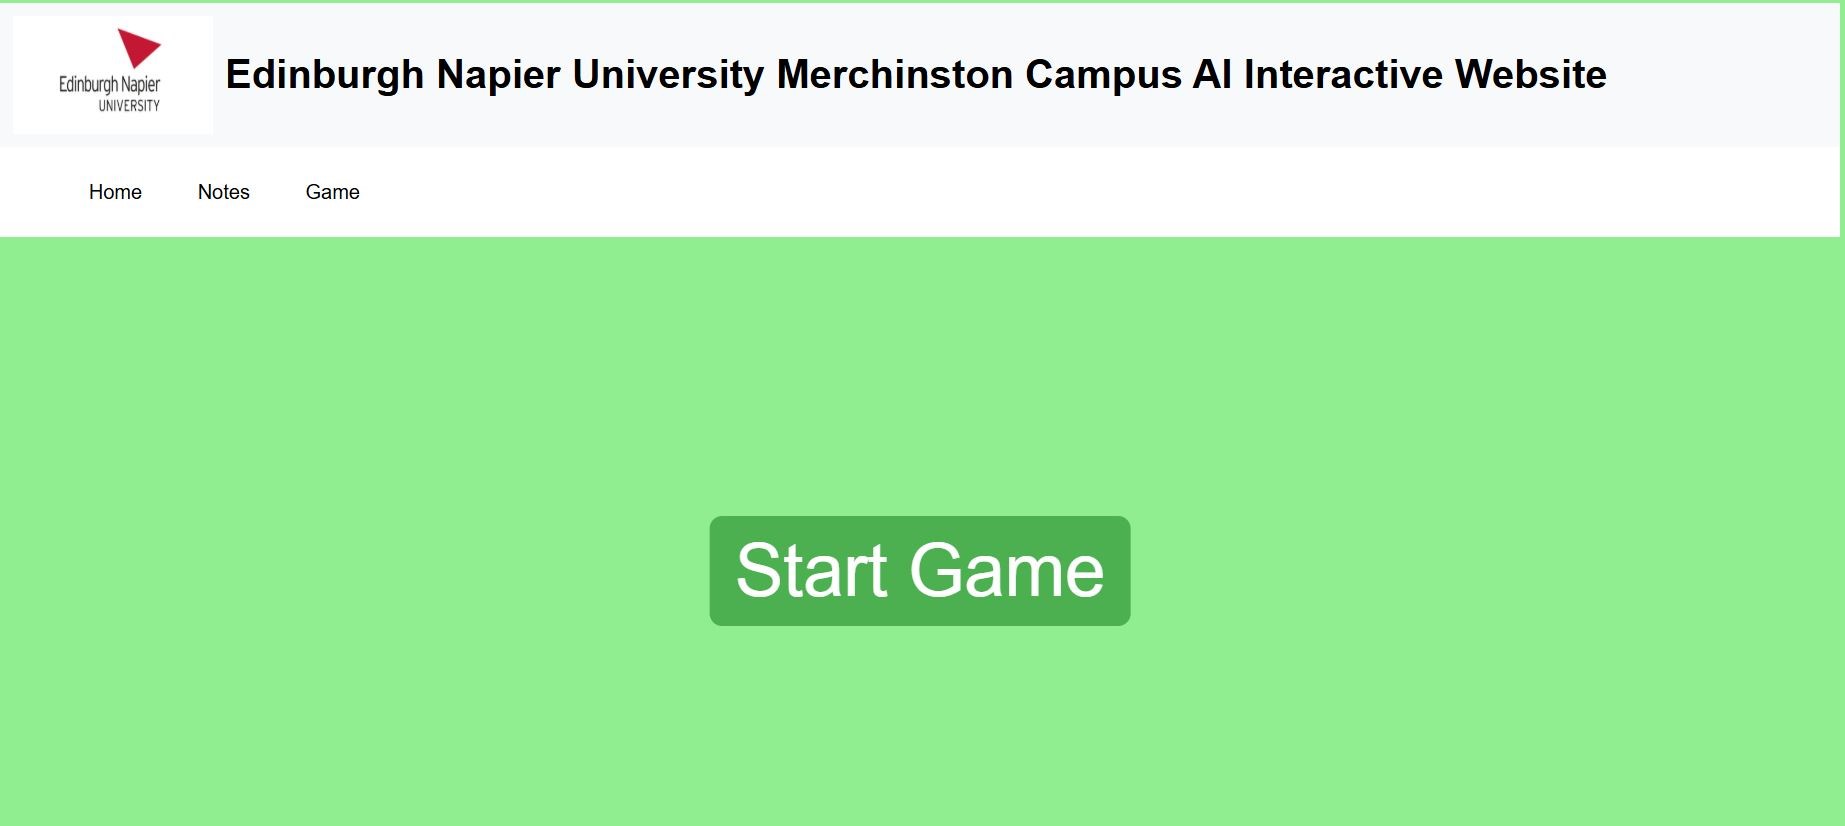 Edinburgh Napier
UNIVERSITY
Edinburgh Napier University Merchinston Campus AI Interactive Website
Home Notes Game
Start Game